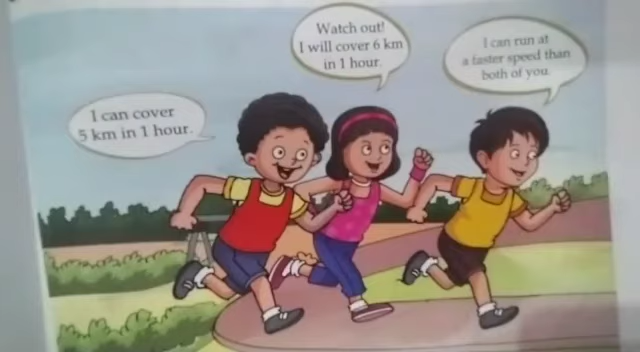 I can cover
5 km in 1 hour.
Watch out!
I will cover 6 km
in 1 hour.
I can run at
a faster speed than
both of you.